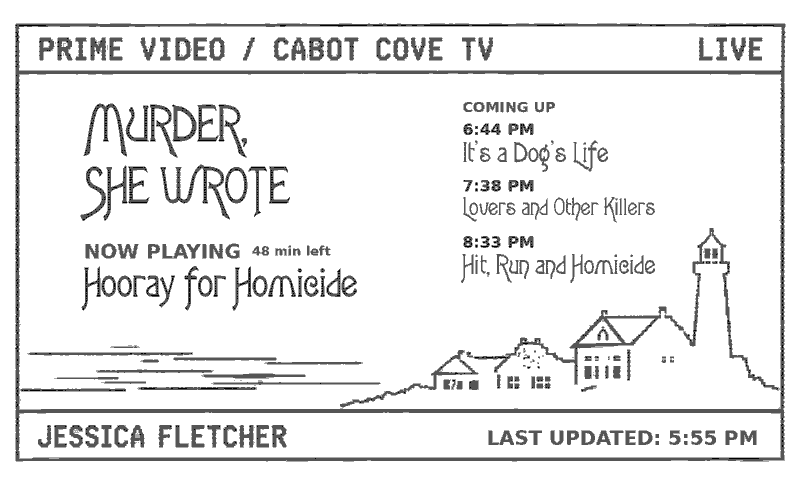 PRIME VIDEO / CABOT COVE TV
LIVE
MURDER,
SHE WROTE
NOW PLAYING 48 min left
Hooray for Homicide
COMING UP
6:44 PM
It's a Dog's Life
7:38 PM
Lovers and Other Killers
8:33 PM
Hit, Run and Homicide
JESSICA FLETCHER
LAST UPDATED: 5:55 PM